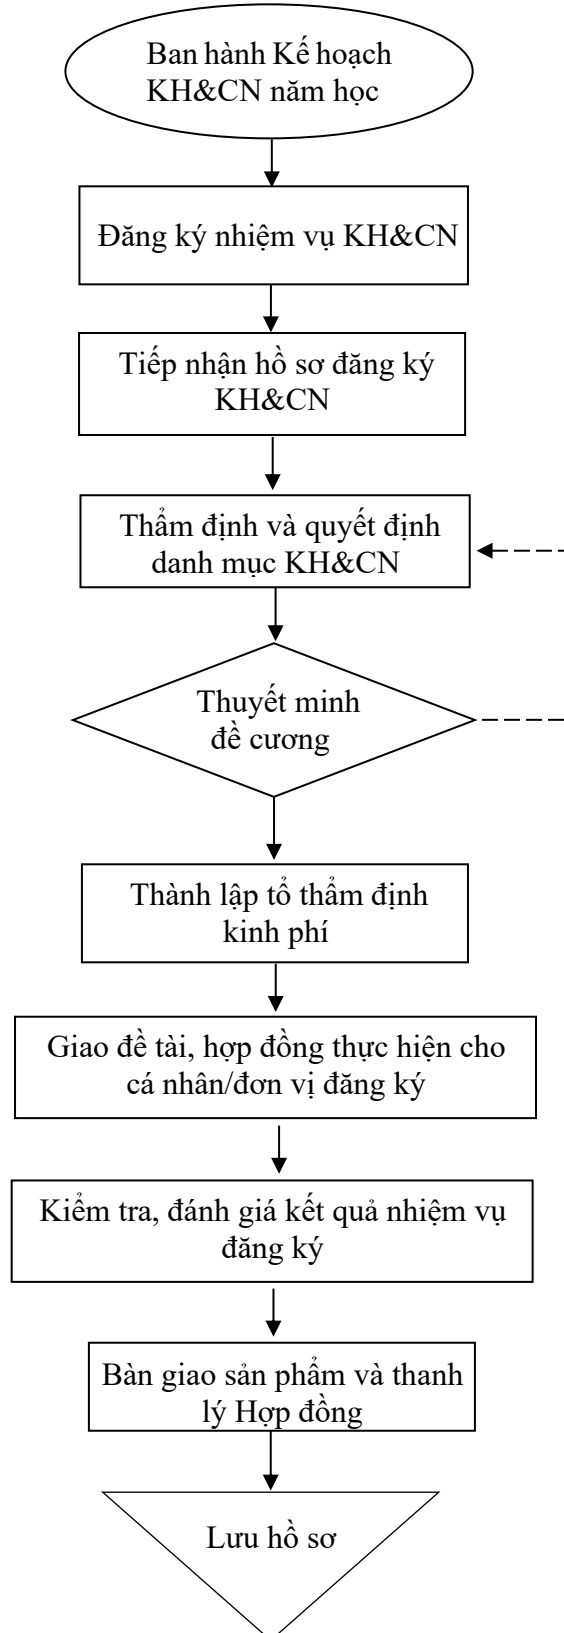 Ban hành Kế hoạch
KH&CN năm học
Đăng ký nhiệm vụ KH&CN
Tiếp nhận hồ sơ đăng ký
KH&CN
Thẩm định và quyết định
danh mục KH&CN
Thuyết minh
đề cương
Thành lập tổ thẩm định
kinh phí
Giao đề tài, hợp đồng thực hiện cho
cá nhân/đơn vị đăng ký
Kiểm tra, đánh giá kết quả nhiệm vụ
đăng ký
Bàn giao sản phẩm và thanh
lý Hợp đồng
Lưu hồ sơ